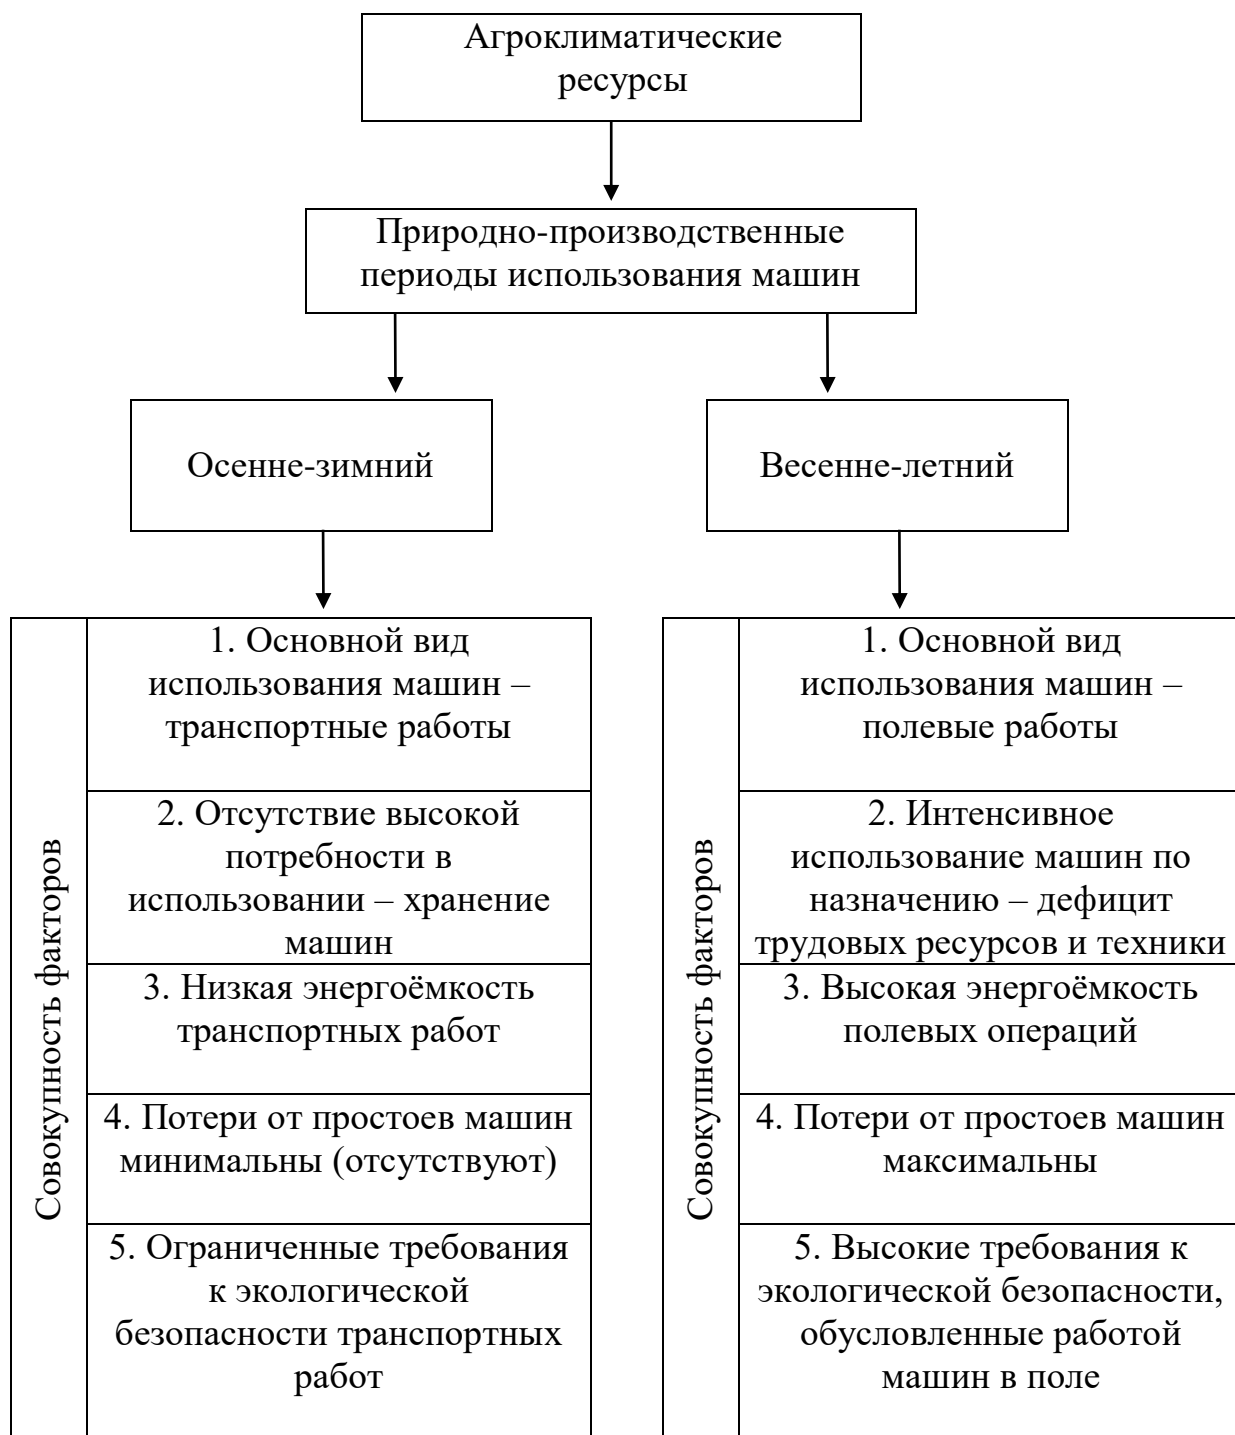 Агроклиматические
ресурсы
Природно-производственные
периоды использования машин
Осенне-зимний
Весенне-летний
Совокупность факторов
1. Основной вид
использования машин –
транспортные работы
2. Отсутствие высокой
потребности в
использовании – хранение
машин
3. Низкая энергоёмкость
транспортных работ
4. Потери от простоев машин
минимальны (отсутствуют)
5. Ограниченные требования
к экологической
безопасности транспортных
работ
Совокупность факторов
1. Основной вид
использования машин –
полевые работы
2. Интенсивное
использование машин по
назначению – дефицит
трудовых ресурсов и техники
3. Высокая энергоёмкость
полевых операций
4. Потери от простоев машин
максимальны
5. Высокие требования к
экологической безопасности,
обусловленные работой
машин в поле